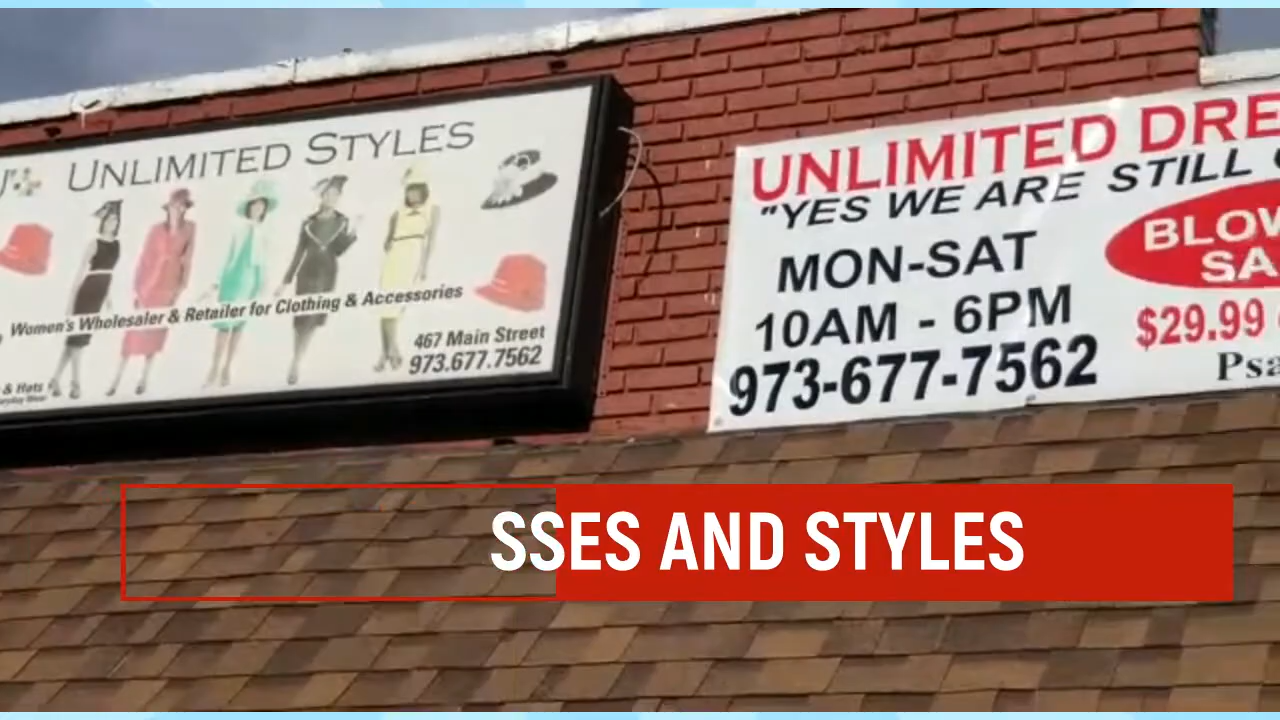 UNLIMITED STYLES
Women's Wholesaler & Retailer for Clothing & Accessories
467 Main Street
973.677.7562
& Hats
UNLIMITED DRE
"YES WE ARE STILL
MON-SAT
10AM - 6PM
973-677-7562
BLOW
SA
$29.99
Psa
SSES AND STYLES